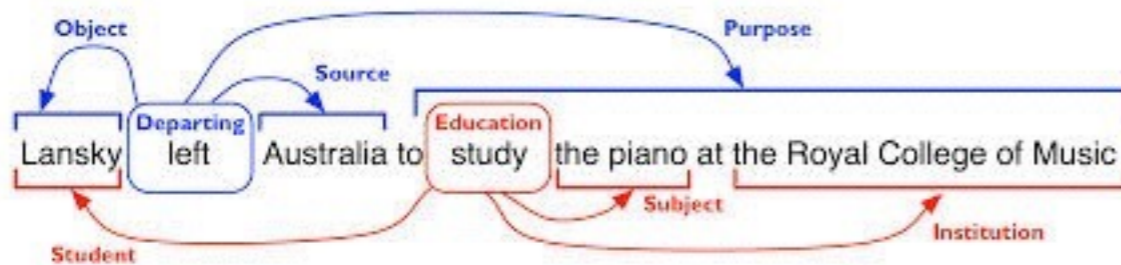 Object
Purpose
Source
Departing Education
Lansky left Australia to study the piano at the Royal College of Music
Subject
Institution
Student